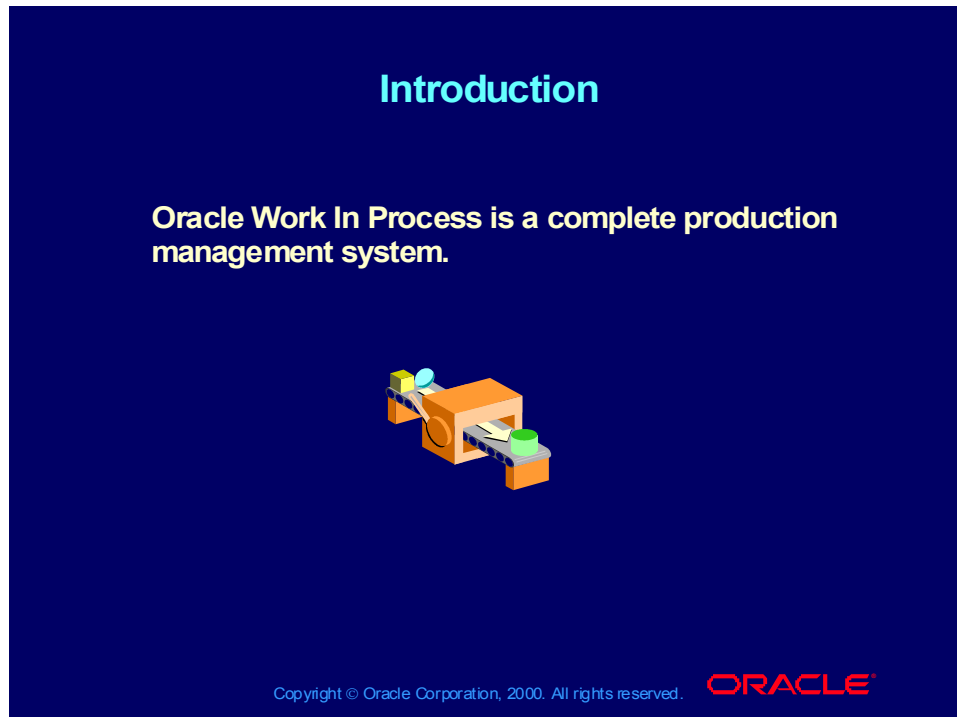 Introduction
Oracle Work In Process is a complete production
management system.
Copyright © Oracle Corporation, 2000. All rights reserved.
ORACLE®